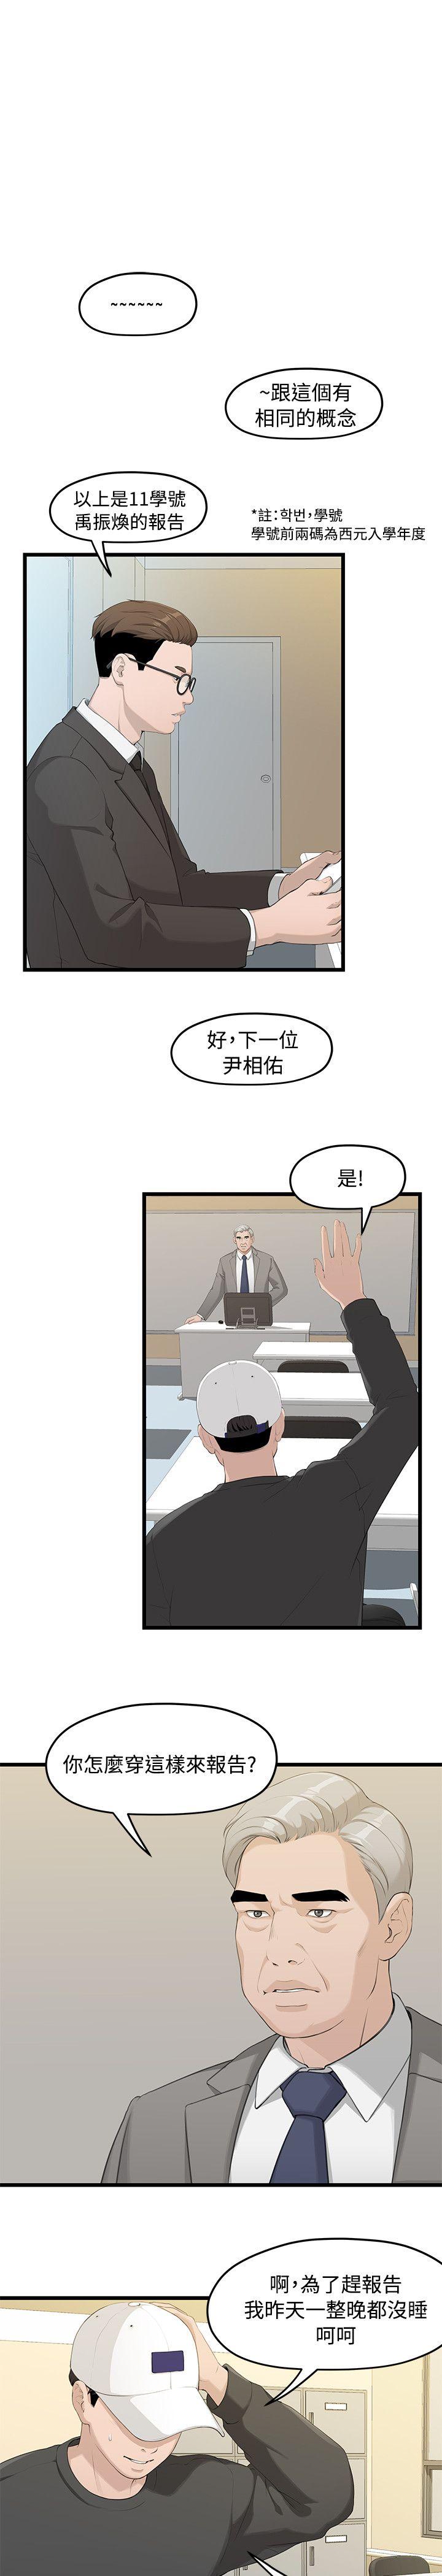 ~~~~~~
~跟這個有
相同的概念
以上是11學號
禹振煥的報告
*註:학번,學號
學號前兩碼為西元入學年度
好,下一位
尹相佑
是!
你怎麼穿這樣來報告?
啊,為了趕報告
我昨天一整晚都沒睡
呵呵